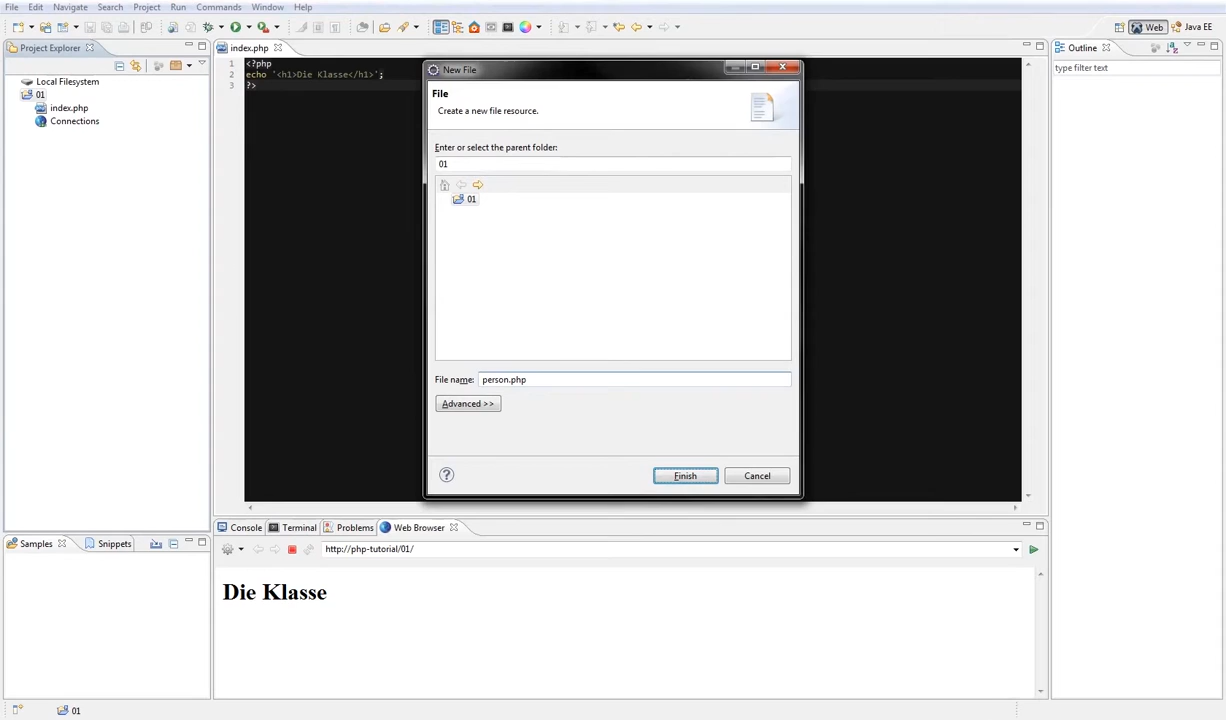 File Edit Navigate Search Project Run Commands Window Help
Web Java EE
Project Explorer
Local Filesystem
01
index.php
Connections
index.php
1 <?php
2 echo '<h1>Die Klasse</h1>';
3 ?>
New File
File
Create a new file resource.
Enter or select the parent folder:
01
01
File name: person.php
Advanced >>
Finish Cancel
Outline
type filter text
Samples Snippets
Console Terminal Problems Web Browser
http://php-tutorial/01/
Die Klasse
01